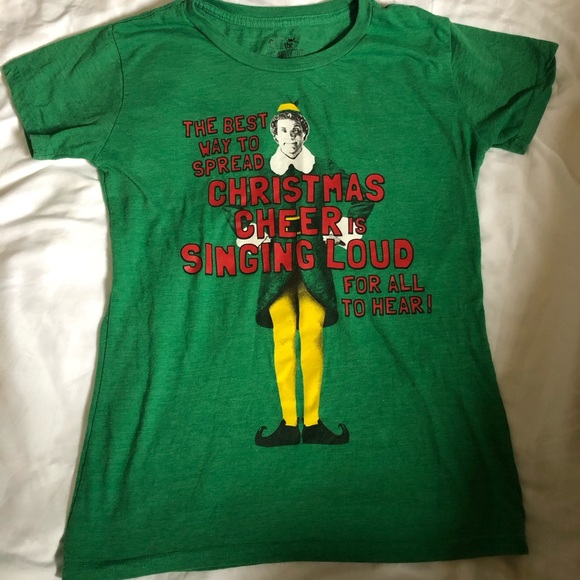 THE BEST
WAY TO
SPREAD
CHRISTMAS
CHEER IS
SINGING LOUD
FOR ALL
TO HEAR!